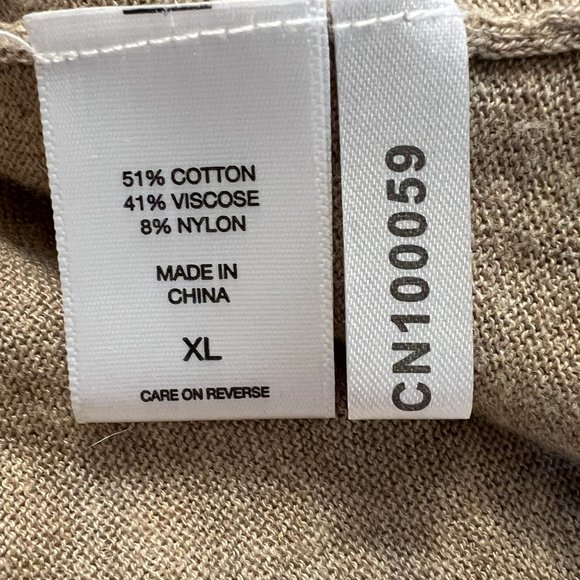 51% COTTON
41% VISCOSE
8% NYLON
MADE IN
CHINA
XL
CARE ON REVERSE
CN100059